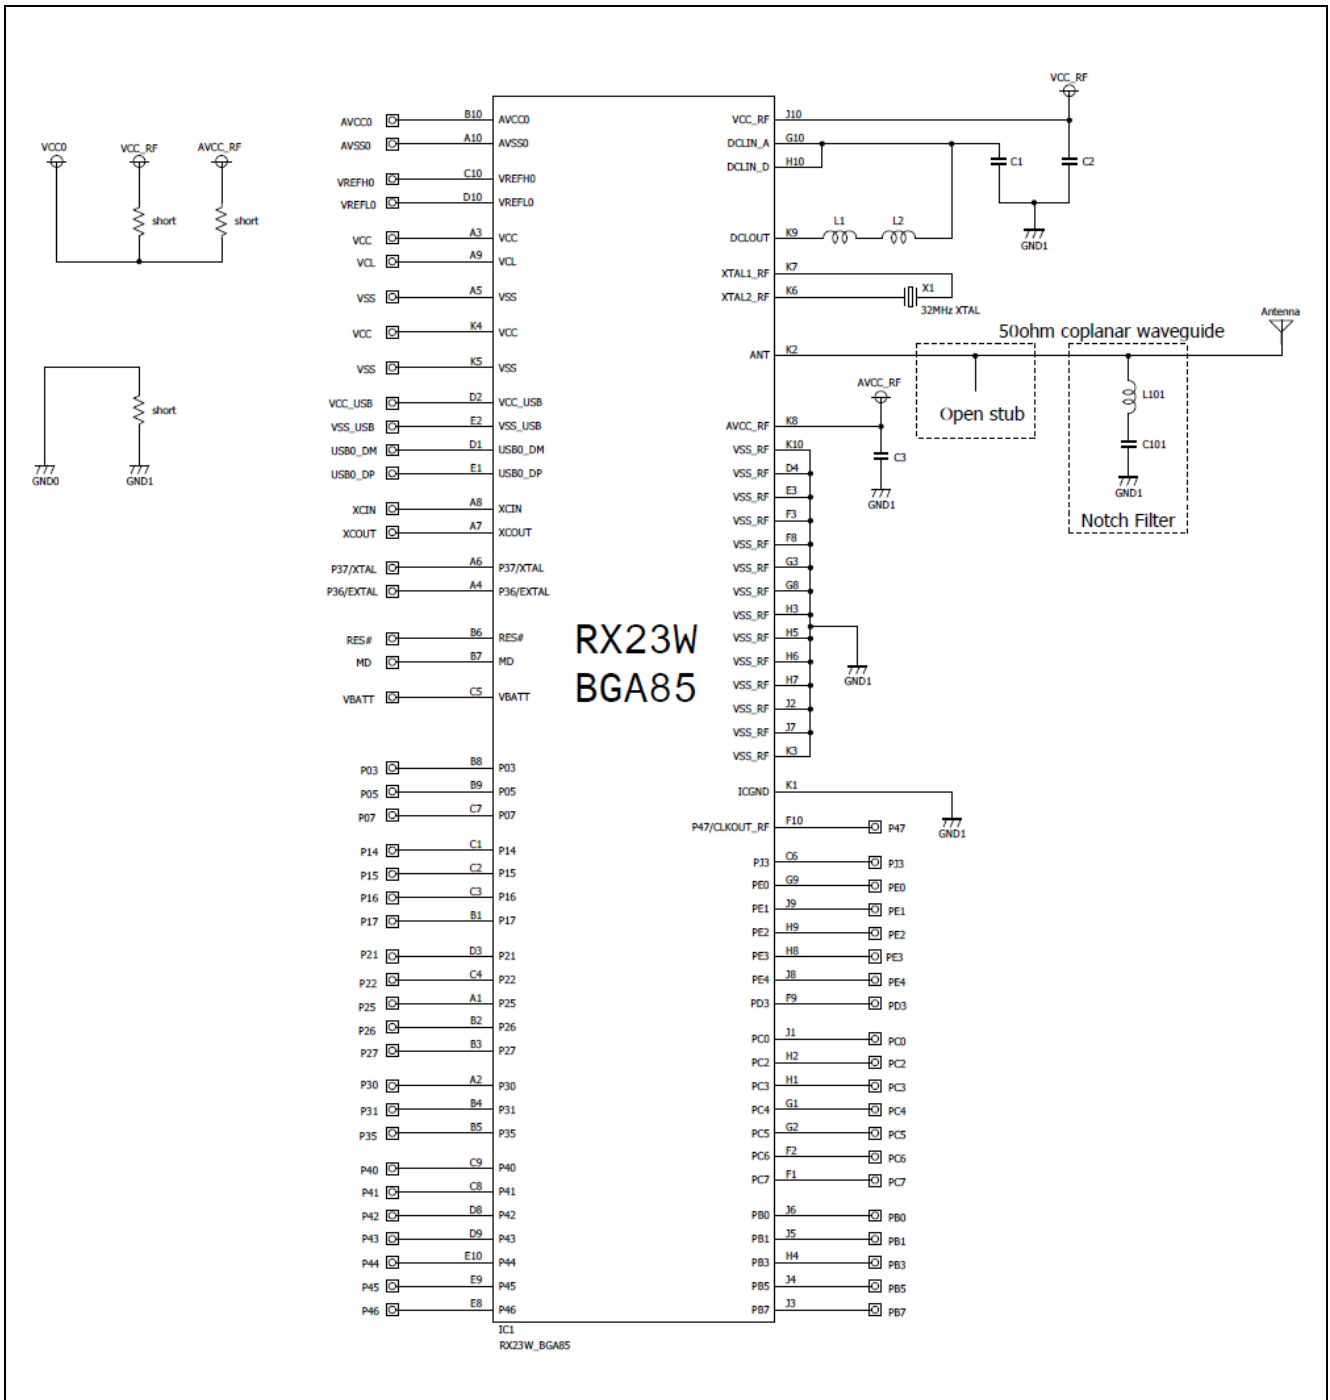 VCC_RF
VCC0 VCC_RF AVCC_RF
short short
GND0 short GND1
AVCC0 B10 AVCC0
AVSS0 A10 AVSS0
VREFH0 C10 VREFH0
VREFL0 D10 VREFL0
VCC A3 VCC
VCL A9 VCL
VSS A5 VSS
VCC K4 VCC
VSS K5 VSS
VCC_USB D2 VCC_USB
VSS_USB E2 VSS_USB
USB0_DM D1 USB0_DM
USB0_DP E1 USB0_DP
XCIN A8 XCIN
XCOUT A7 XCOUT
P37/XTAL A6 P37/XTAL
P36/EXTAL A4 P36/EXTAL
RES# B6 RES#
MD B7 MD
VBATT C5 VBATT
P03 B8 P03
P05 B9 P05
P07 C7 P07
P14 C1 P14
P15 C2 P15
P16 C3 P16
P17 B1 P17
P21 D3 P21
P22 C4 P22
P25 A1 P25
P26 B2 P26
P27 B3 P27
P30 A2 P30
P31 B4 P31
P35 B5 P35
P40 C9 P40
P41 C8 P41
P42 D8 P42
P43 D9 P43
P44 E10 P44
P45 E9 P45
P46 E8 P46
RX23W
BGA85
IC1
RX23W_BGA85
VCC_RF J10
DCLIN_A G10
DCLIN_D H10
C1 C2
GND1
DCLOUT K9 L1 L2
XTAL1_RF K7
XTAL2_RF K6 X1
32MHz XTAL
Antenna
50ohm coplanar waveguide
ANT K2
Open stub
L101
C101
GND1
Notch Filter
AVCC_RF
AVCC_RF K8
C3
GND1
VSS_RF K10
VSS_RF D4
VSS_RF E3
VSS_RF F3
VSS_RF F8
VSS_RF G3
VSS_RF G8
VSS_RF H3
VSS_RF H5
VSS_RF H6
VSS_RF H7
VSS_RF J2
VSS_RF J7
VSS_RF K3
GND1
ICGND K1
GND1
P47/CLKOUT_RF F10 P47
PJ3 C6 PJ3
PE0 G9 PE0
PE1 J9 PE1
PE2 H9 PE2
PE3 H8 PE3
PE4 J8 PE4
PD3 F9 PD3
PC0 J1 PC0
PC2 H2 PC2
PC3 H1 PC3
PC4 G1 PC4
PC5 G2 PC5
PC6 F2 PC6
PC7 F1 PC7
PB0 J6 PB0
PB1 J5 PB1
PB3 H4 PB3
PB5 J4 PB5
PB7 J3 PB7